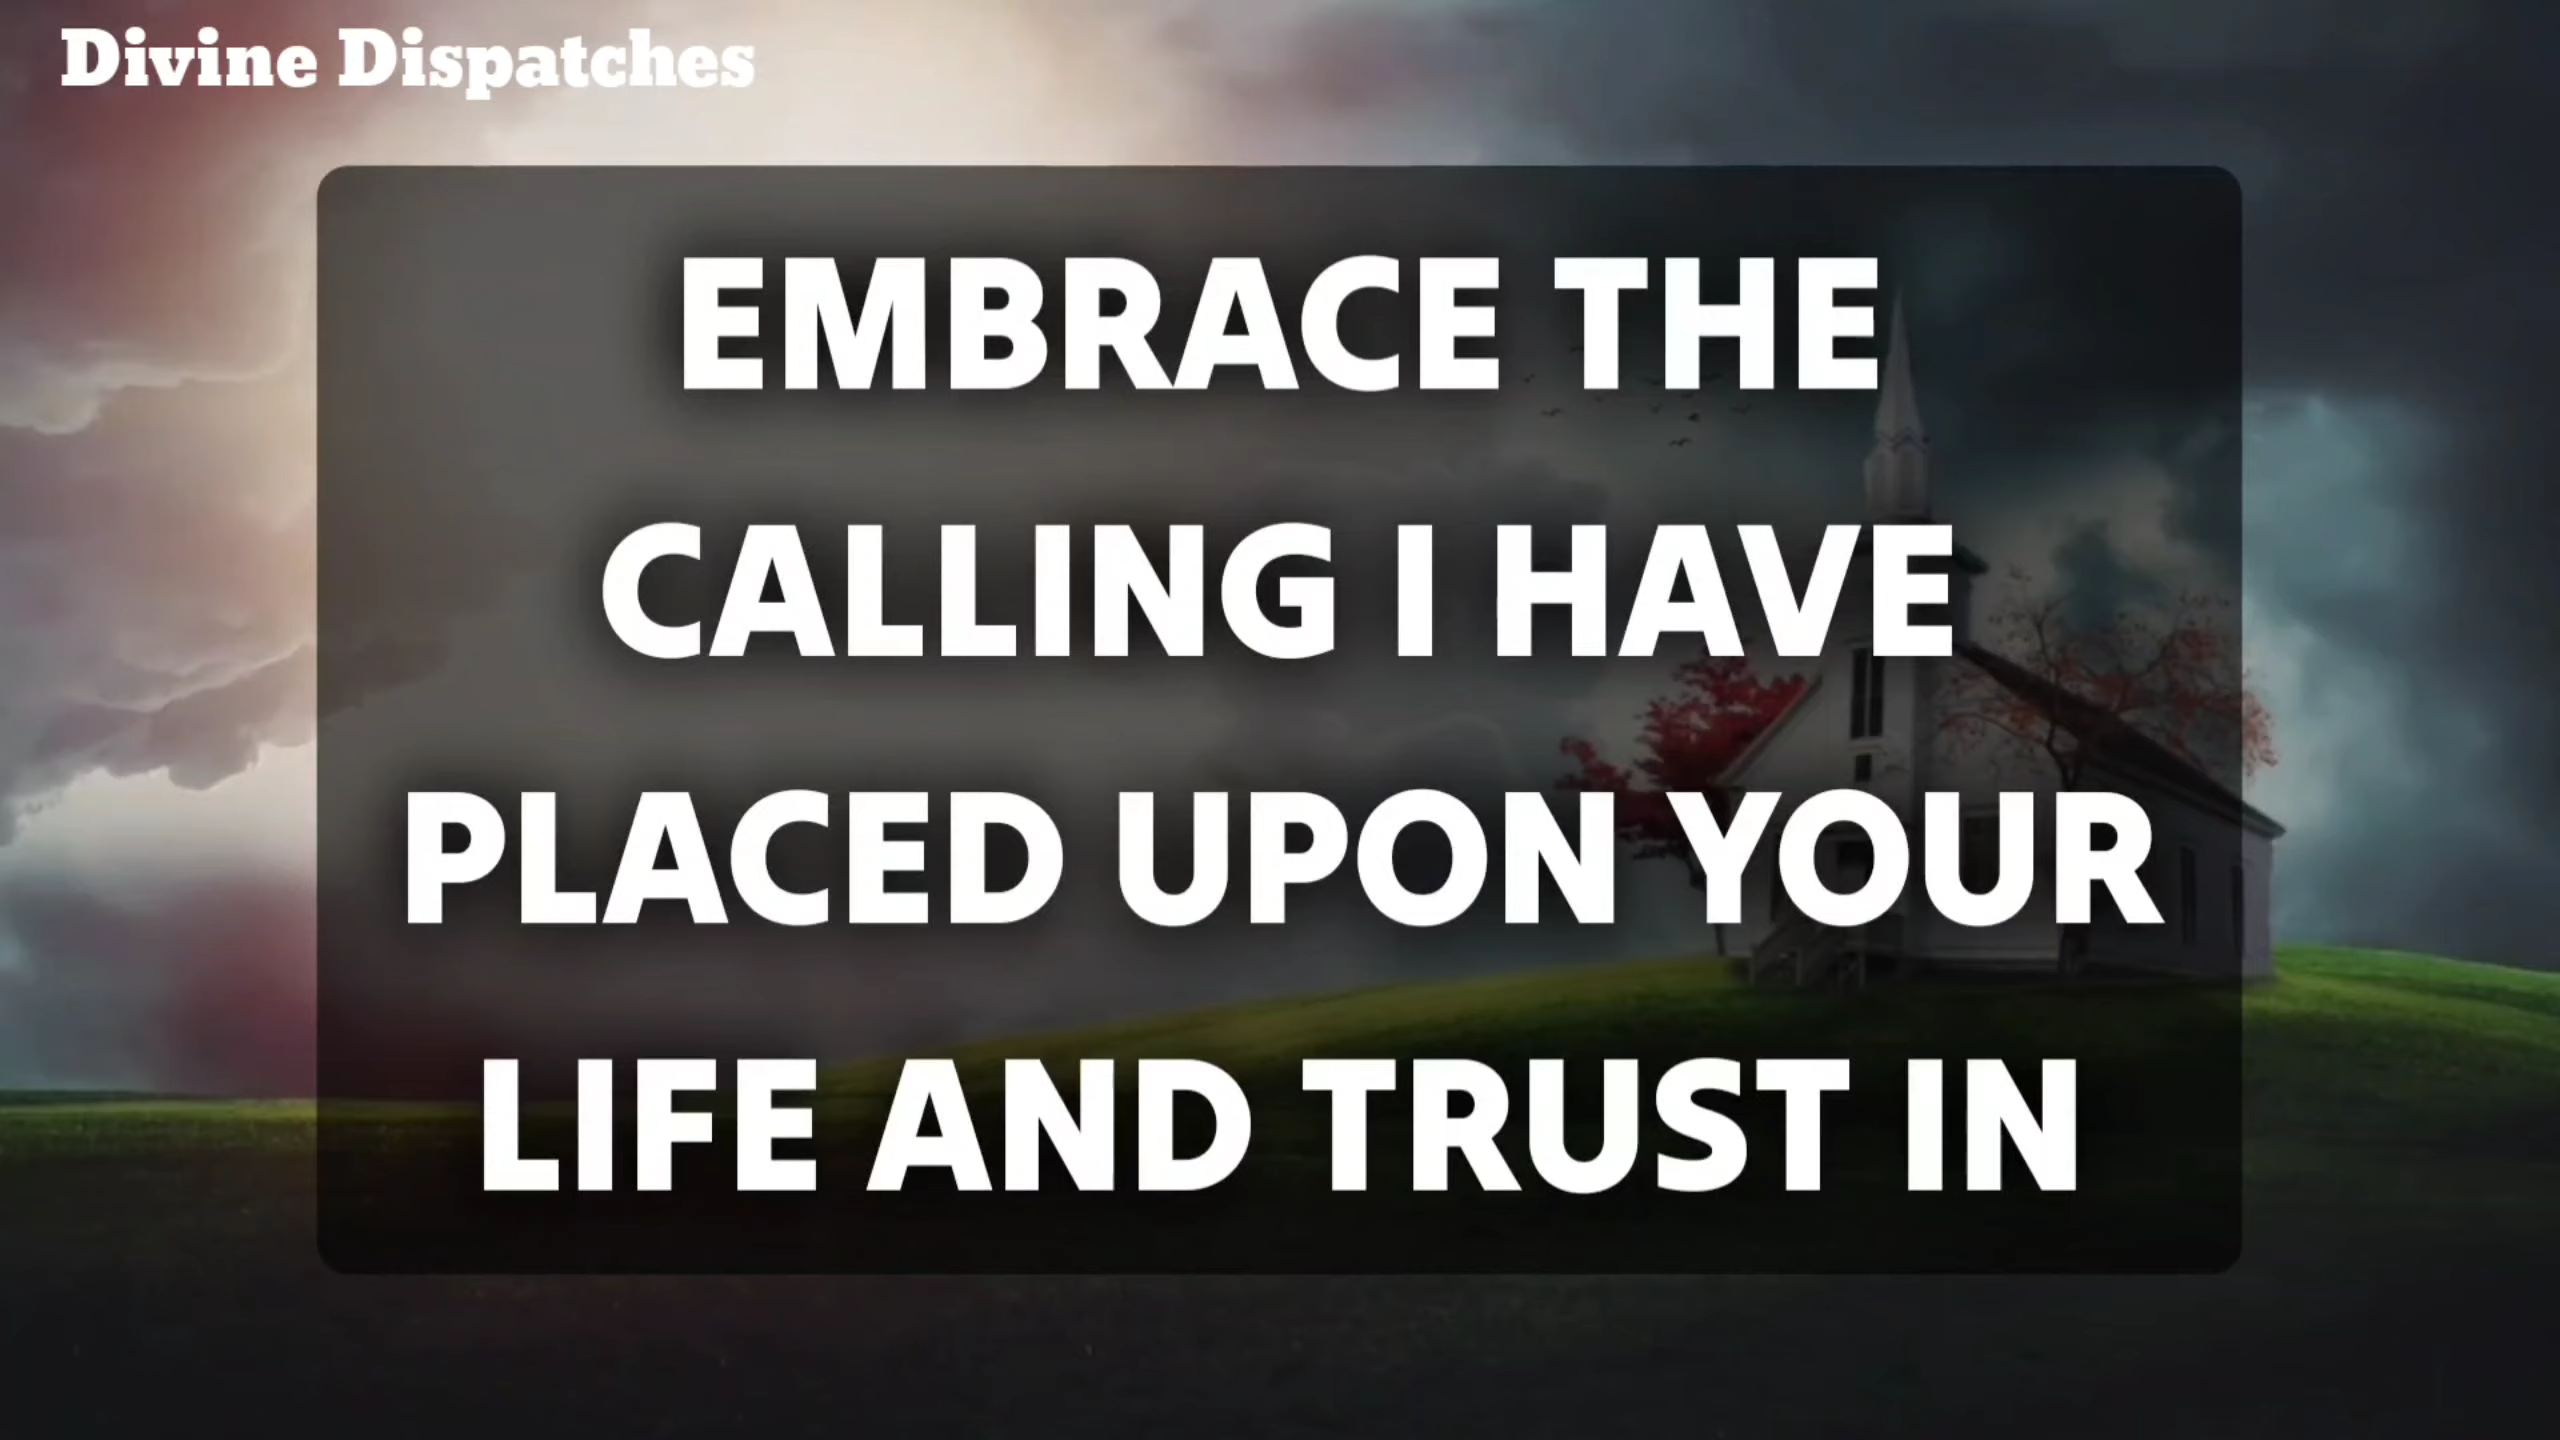 Divine Dispatches
EMBRACE THE
CALLING I HAVE
PLACED UPON YOUR
LIFE AND TRUST IN